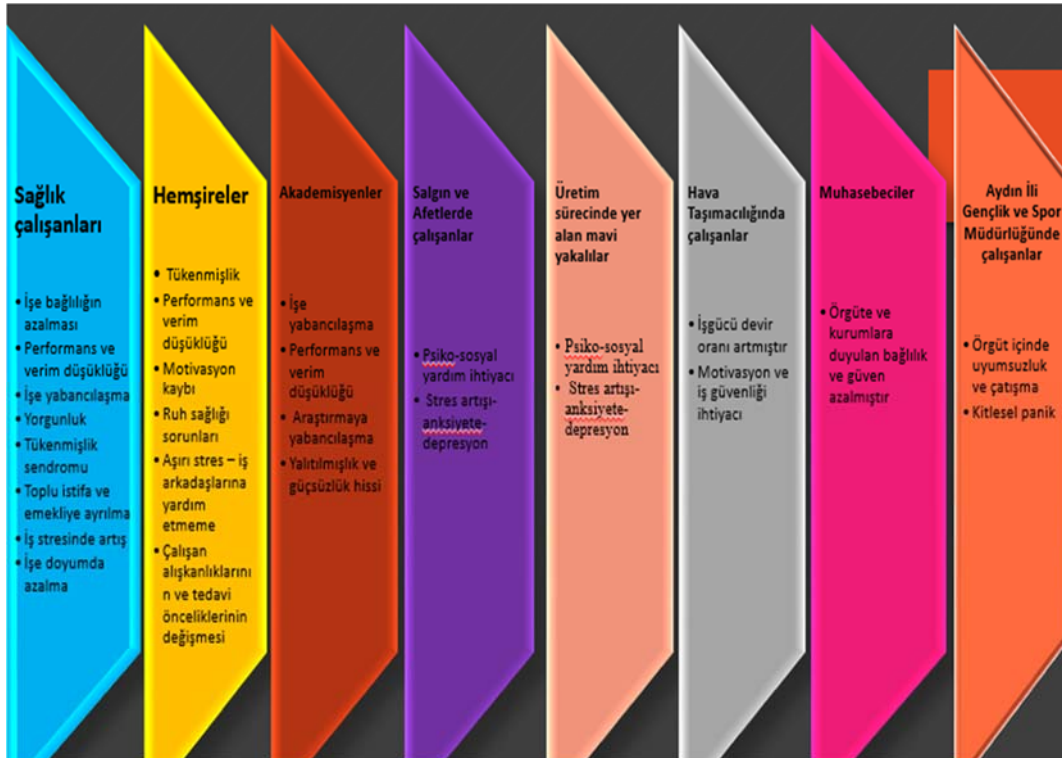 Sağlık
çalışanları
• İşe bağlılığın
azalması
• Performans ve
verim düşüklüğü
• İşe yabancılaşma
• Yorgunluk
• Tükenmişlik
sendromu
• Toplu istifa ve
emekliye ayrılma
• İş stresinde artış
• İşe doyumda
azalma
Hemşireler
• Tükenmişlik
• Performans ve
verim
düşüklüğü
• Motivasyon
kaybı
• Ruh sağlığı
sorunları
• Aşırı stres – iş
arkadaşlarına
yardım
etmeme
• Çalışan
alışkanlıklarını
n ve tedavi
önceliklerinin
değişmesi
Akademisyenler
• İşe
yabancılaşma
• Performans ve
verim
düşüklüğü
• Araştırmaya
yabancılaşma
• Yalıtılmışlık ve
güçsüzlük hissi
Salgın ve
Afetlerde
çalışanlar
• Psiko-sosyal
yardım ihtiyacı
• Stres artışı-
anksiyete-
depresyon
Üretim
sürecinde yer
alan mavi
yakalılar
• Psiko-sosyal
yardım ihtiyacı
• Stres artışı-
anksiyete-
depresyon
Hava
Taşımacılığında
çalışanlar
• İşgücü devir
oranı artmıştır
• Motivasyon ve
iş güvenliği
ihtiyacı
Muhasebeciler
• Örgüte ve
kurumlara
duyulan bağlılık
ve güven
azalmıştır
Aydın İli
Gençlik ve Spor
Müdürlüğünde
çalışanlar
• Örgüt içinde
uyumsuzluk
ve çatışma
• Kitlesel panik